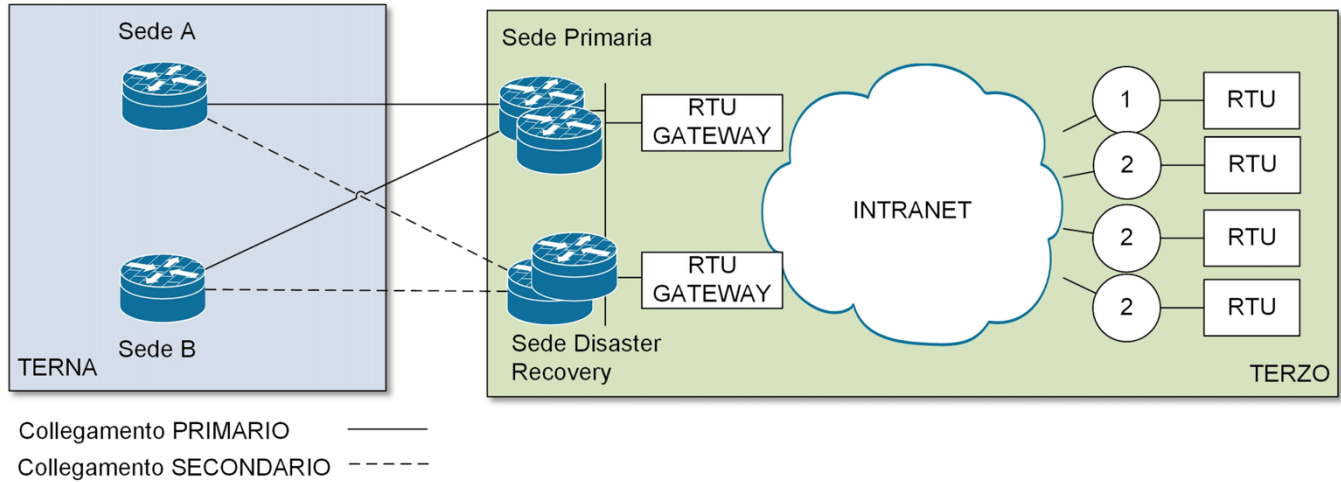 Sede A
Sede Primaria
RTU
GATEWAY
1
RTU
2
RTU
INTRANET
2
RTU
RTU
GATEWAY
2
RTU
Sede B
Sede Disaster
Recovery
TERNA
TERZO
Collegamento PRIMARIO
Collegamento SECONDARIO